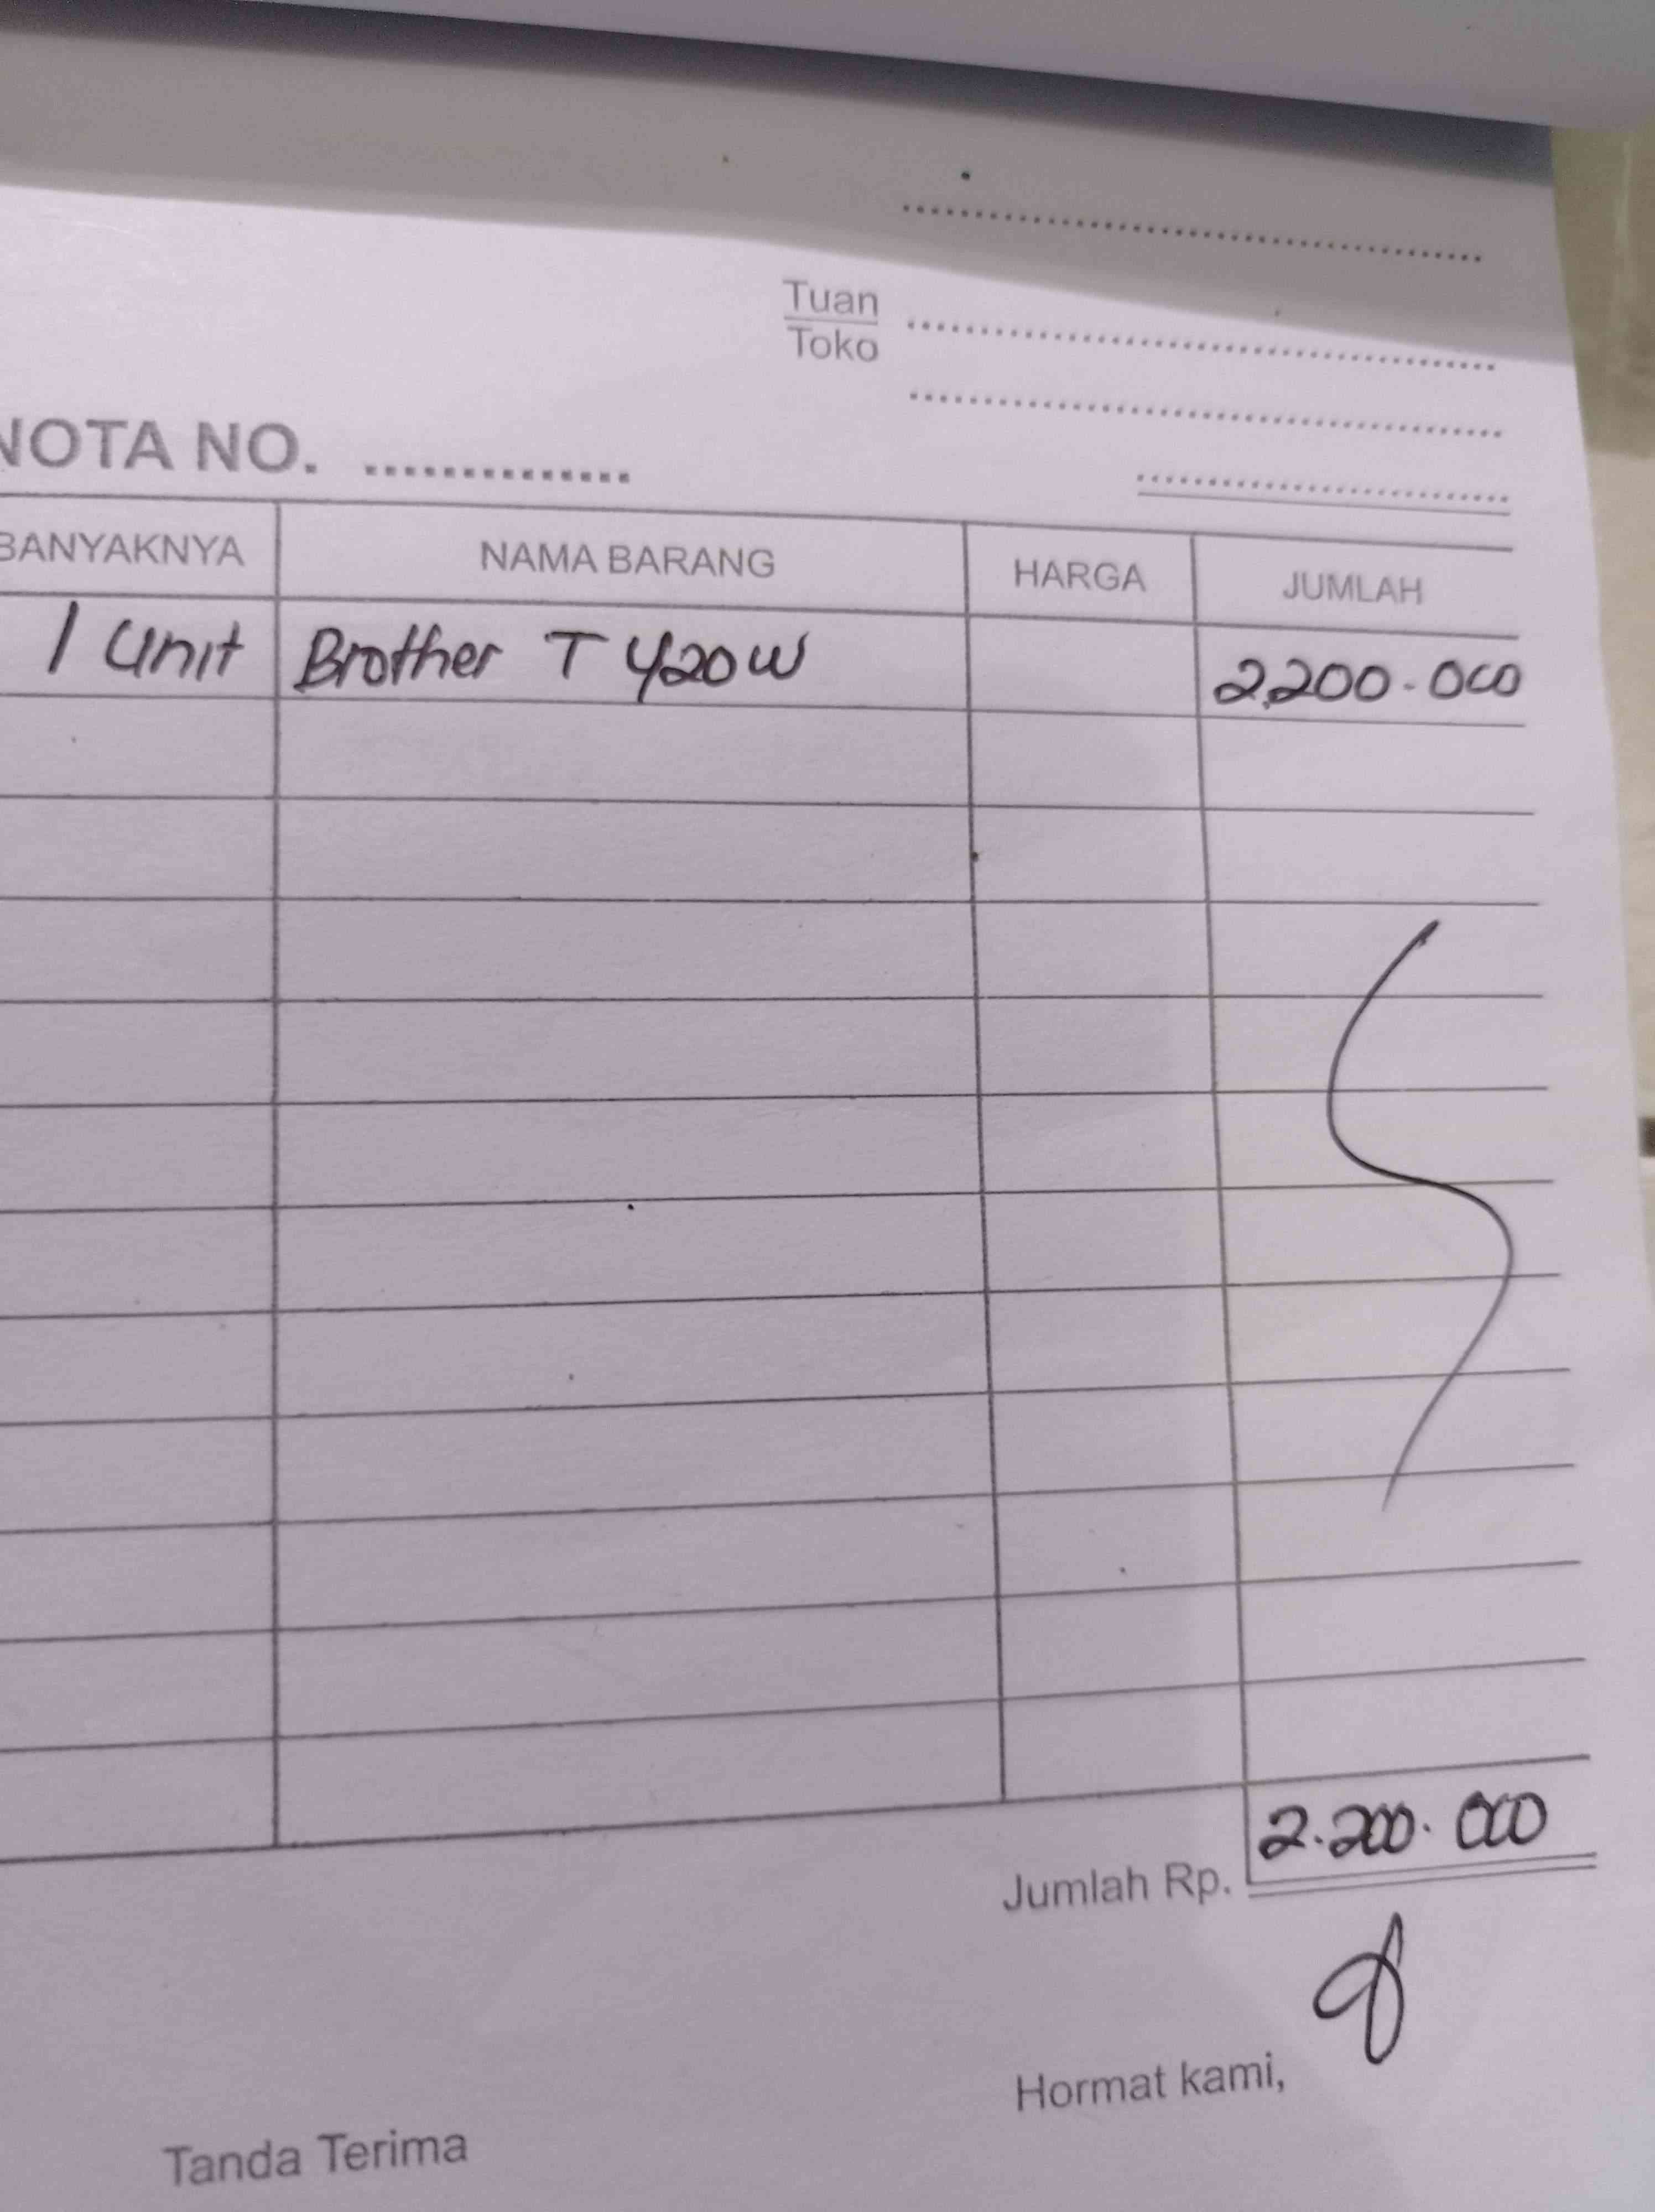 Tuan
Toko
NOTA NO.
BANYAKNYA NAMA BARANG HARGA JUMLAH
1 Unit Brother T 420W 2.200.000
Jumlah Rp. 2.200.000
Hormat kami,
Tanda Terima